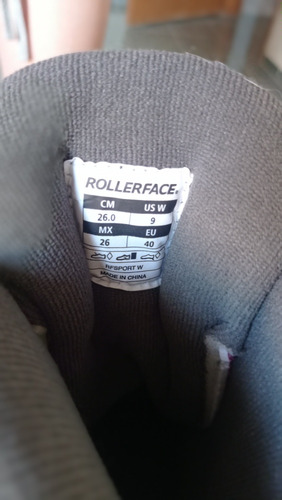 ROLLERFACE.
CM US W
26.0 9
MX EU
26 40
RFSPORT W
MADE IN CHINA